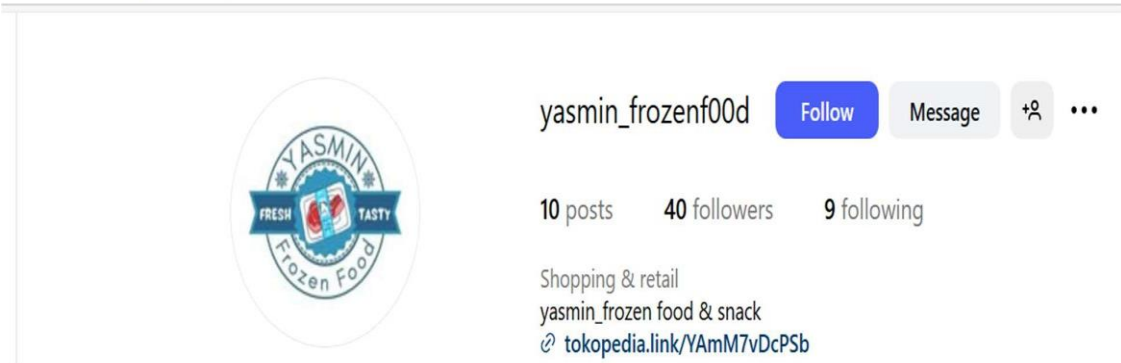 YASMIN
FRESH
TASTY
Frozen Food
yasmin_frozenf00d
Follow
Message
10 posts
40 followers
9 following
Shopping & retail
yasmin_frozen food & snack
tokopedia.link/YAmM7vDcPSb